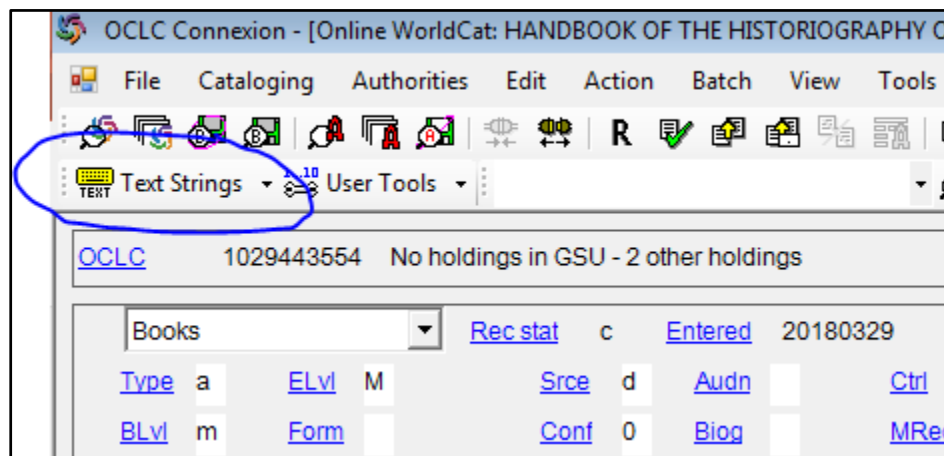 OCLC Connexion - [Online WorldCat: HANDBOOK OF THE HISTORIOGRAPHY O
File Cataloging Authorities Edit Action Batch View Tools
R
TEXT Text Strings User Tools
OCLC 1029443554 No holdings in GSU - 2 other holdings
Books Rec stat c Entered 20180329
Type a ELvl M Srce d Audn Ctrl
BLvl m Form Conf 0 Biog MRec